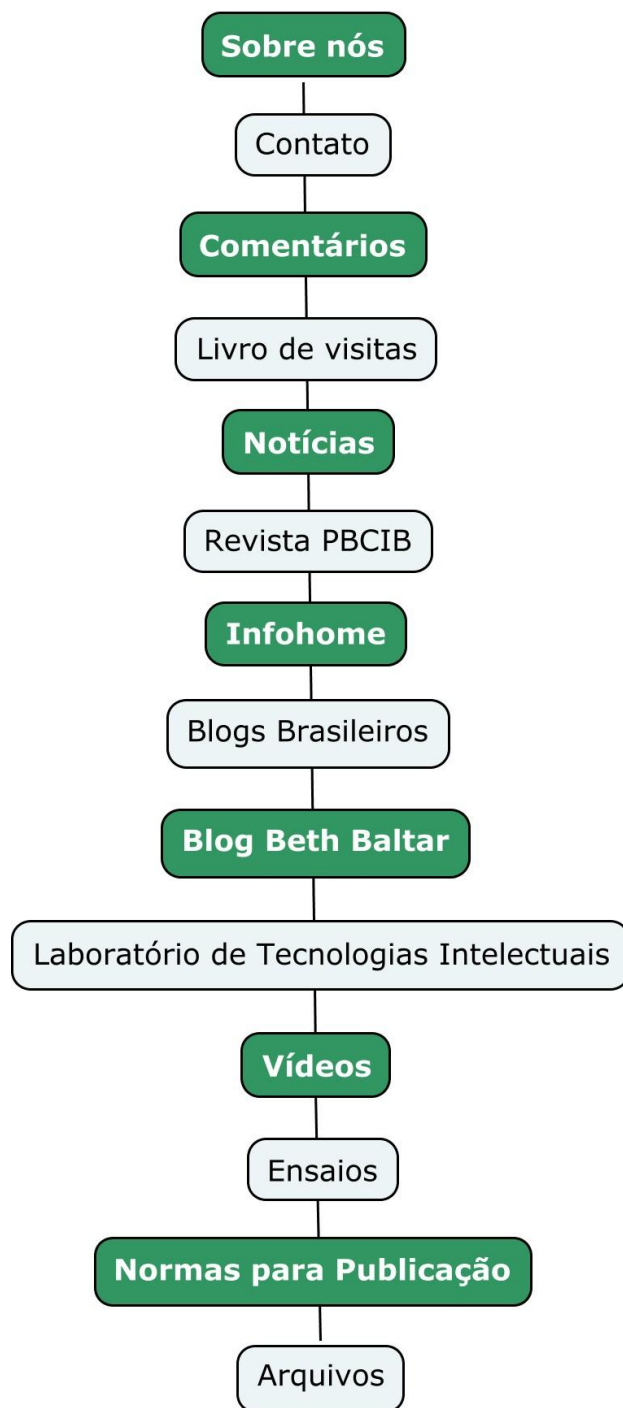 Sobre nós
Contato
Comentários
Livro de visitas
Notícias
Revista PBCIB
Infohome
Blogs Brasileiros
Blog Beth Baltar
Laboratório de Tecnologias Intelectuais
Vídeos
Ensaios
Normas para Publicação
Arquivos